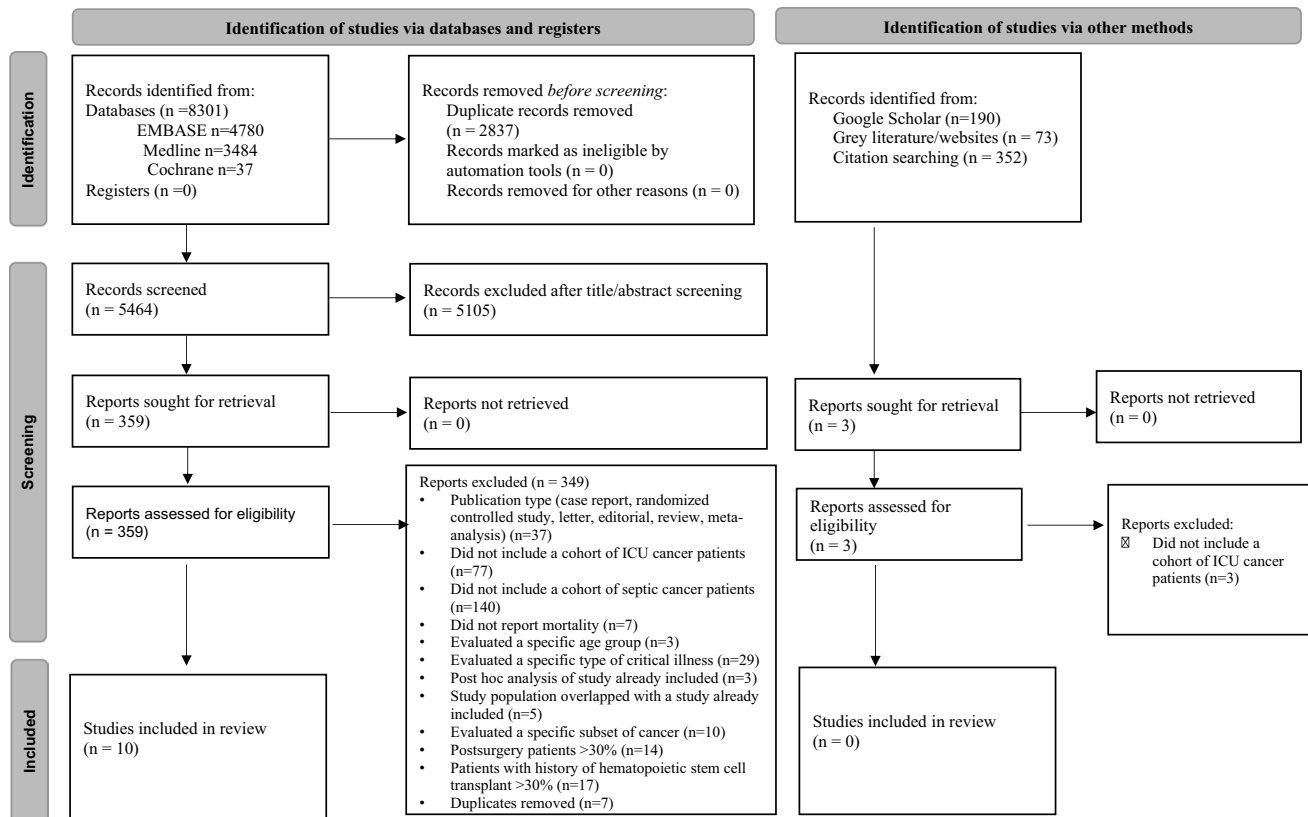 Identification of studies via databases and registers
Identification of studies via other methods
Identification
Records identified from:
Databases (n =8301)
EMBASE n=4780
Medline n=3484
Cochrane n=37
Registers (n =0)
Records removed before screening:
Duplicate records removed
(n = 2837)
Records marked as ineligible by
automation tools (n = 0)
Records removed for other reasons (n = 0)
Records identified from:
Google Scholar (n=190)
Grey literature/websites (n = 73)
Citation searching (n = 352)
Screening
Records screened
(n = 5464)
Records excluded after title/abstract screening
(n = 5105)
Reports sought for retrieval
(n = 359)
Reports not retrieved
(n = 0)
Reports sought for retrieval
(n = 3)
Reports not retrieved
(n = 0)
Reports assessed for eligibility
(n = 359)
Reports excluded (n = 349)
• Publication type (case report, randomized
controlled study, letter, editorial, review, meta-
analysis) (n=37)
• Did not include a cohort of ICU cancer patients
(n=77)
• Did not include a cohort of septic cancer patients
(n=140)
• Did not report mortality (n=7)
• Evaluated a specific age group (n=3)
• Evaluated a specific type of critical illness (n=29)
• Post hoc analysis of study already included (n=3)
• Study population overlapped with a study already
included (n=5)
• Evaluated a specific subset of cancer (n=10)
• Postsurgery patients >30% (n=14)
• Patients with history of hematopoietic stem cell
transplant >30% (n=17)
• Duplicates removed (n=7)
Reports assessed for
eligibility
(n = 3)
Reports excluded:
Did not include a
cohort of ICU cancer
patients (n=3)
Included
Studies included in review
(n = 10)
Studies included in review
(n = 0)